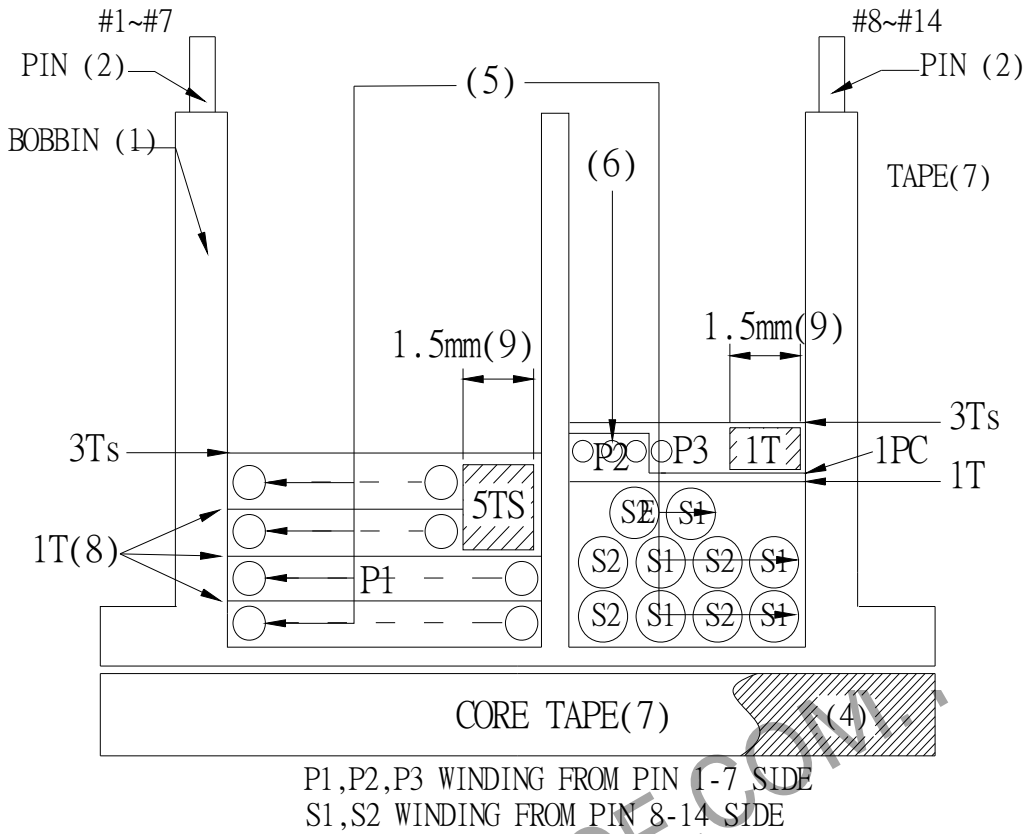 #1~#7
#8~#14
PIN (2)
(5)
PIN (2)
BOBBIN (1)
(6)
TAPE(7)
1.5mm(9)
1.5mm(9)
3Ts
3Ts
P2 P3 1T
1PC
1T
5TS
S2E S1
1T(8)
S2 S1 S2 S1
P1
S2 S1 S2 S1
CORE TAPE(7)
(4)
P1,P2,P3 WINDING FROM PIN 1-7 SIDE
S1,S2 WINDING FROM PIN 8-14 SIDE